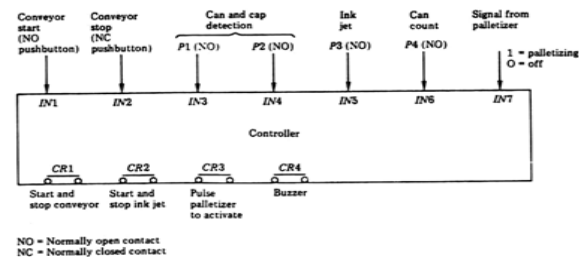 Conveyor
start
(NO
pushbutton)
Conveyor
stop
(NC
pushbutton)
Can and cap
detection
P1 (NO)
P2 (NO)
Ink
jet
P3 (NO)
Can
count
P4 (NO)
Signal from
palletizer
1 = palletizing
O = off
IN1
IN2
IN3
IN4
IN5
IN6
IN7
Controller
CR1
CR2
CR3
CR4
Start and
stop conveyor
Start and
stop ink jet
Pulse
palletizer
to activate
Buzzer
NO = Normally open contact
NC = Normally closed contact